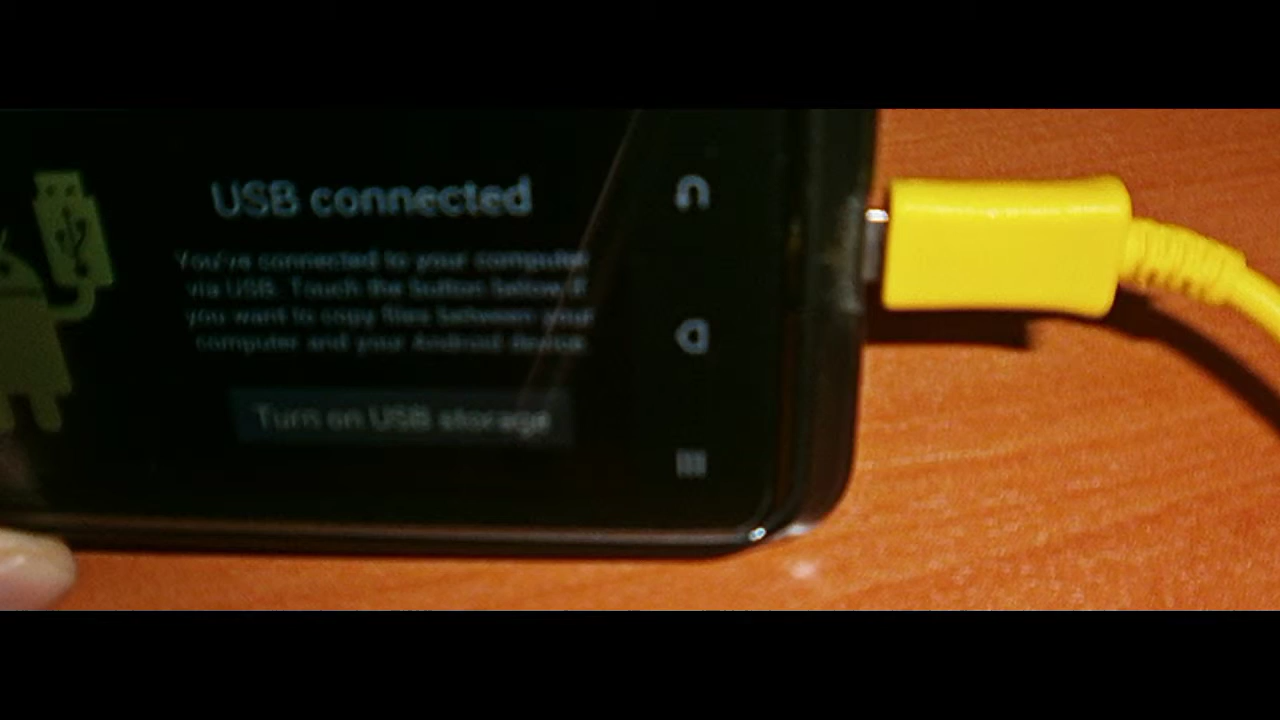 USB connected
You've connected to your computer
via USB. Touch the button below if
you want to copy files between your
computer and your Android device.
Turn on USB storage